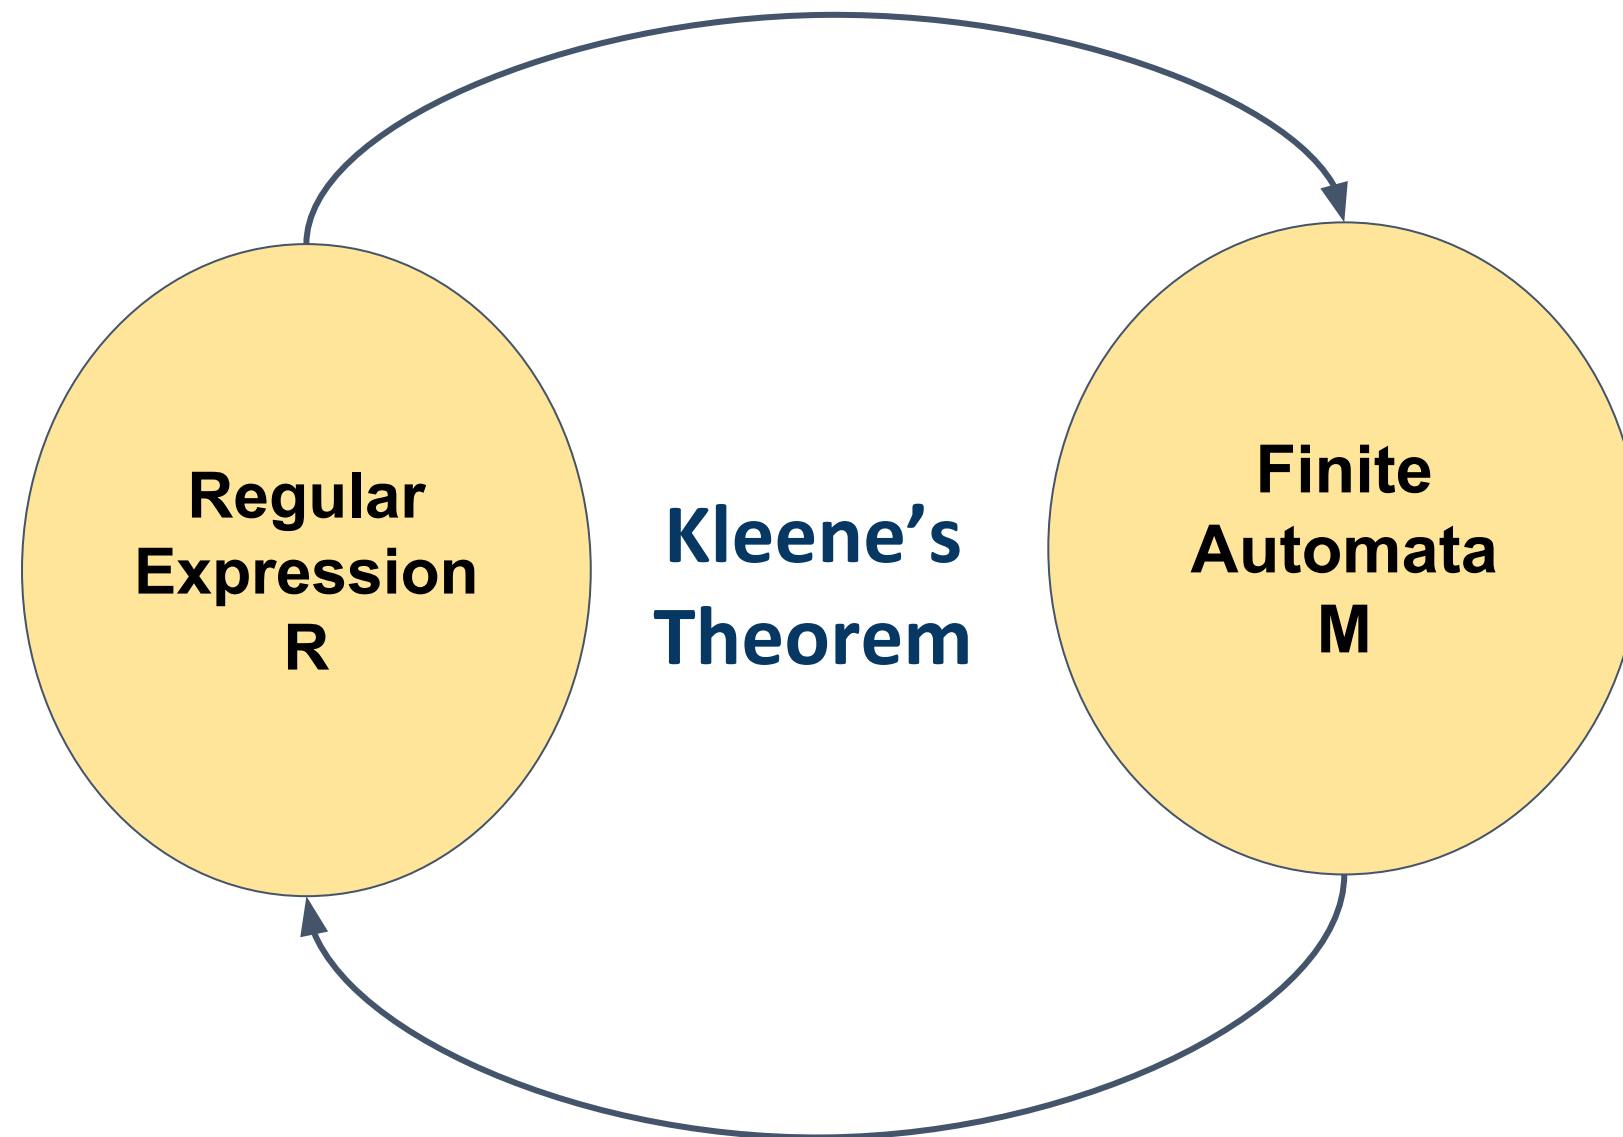 Regular
Expression
R
Kleene’s
Theorem
Finite
Automata
M